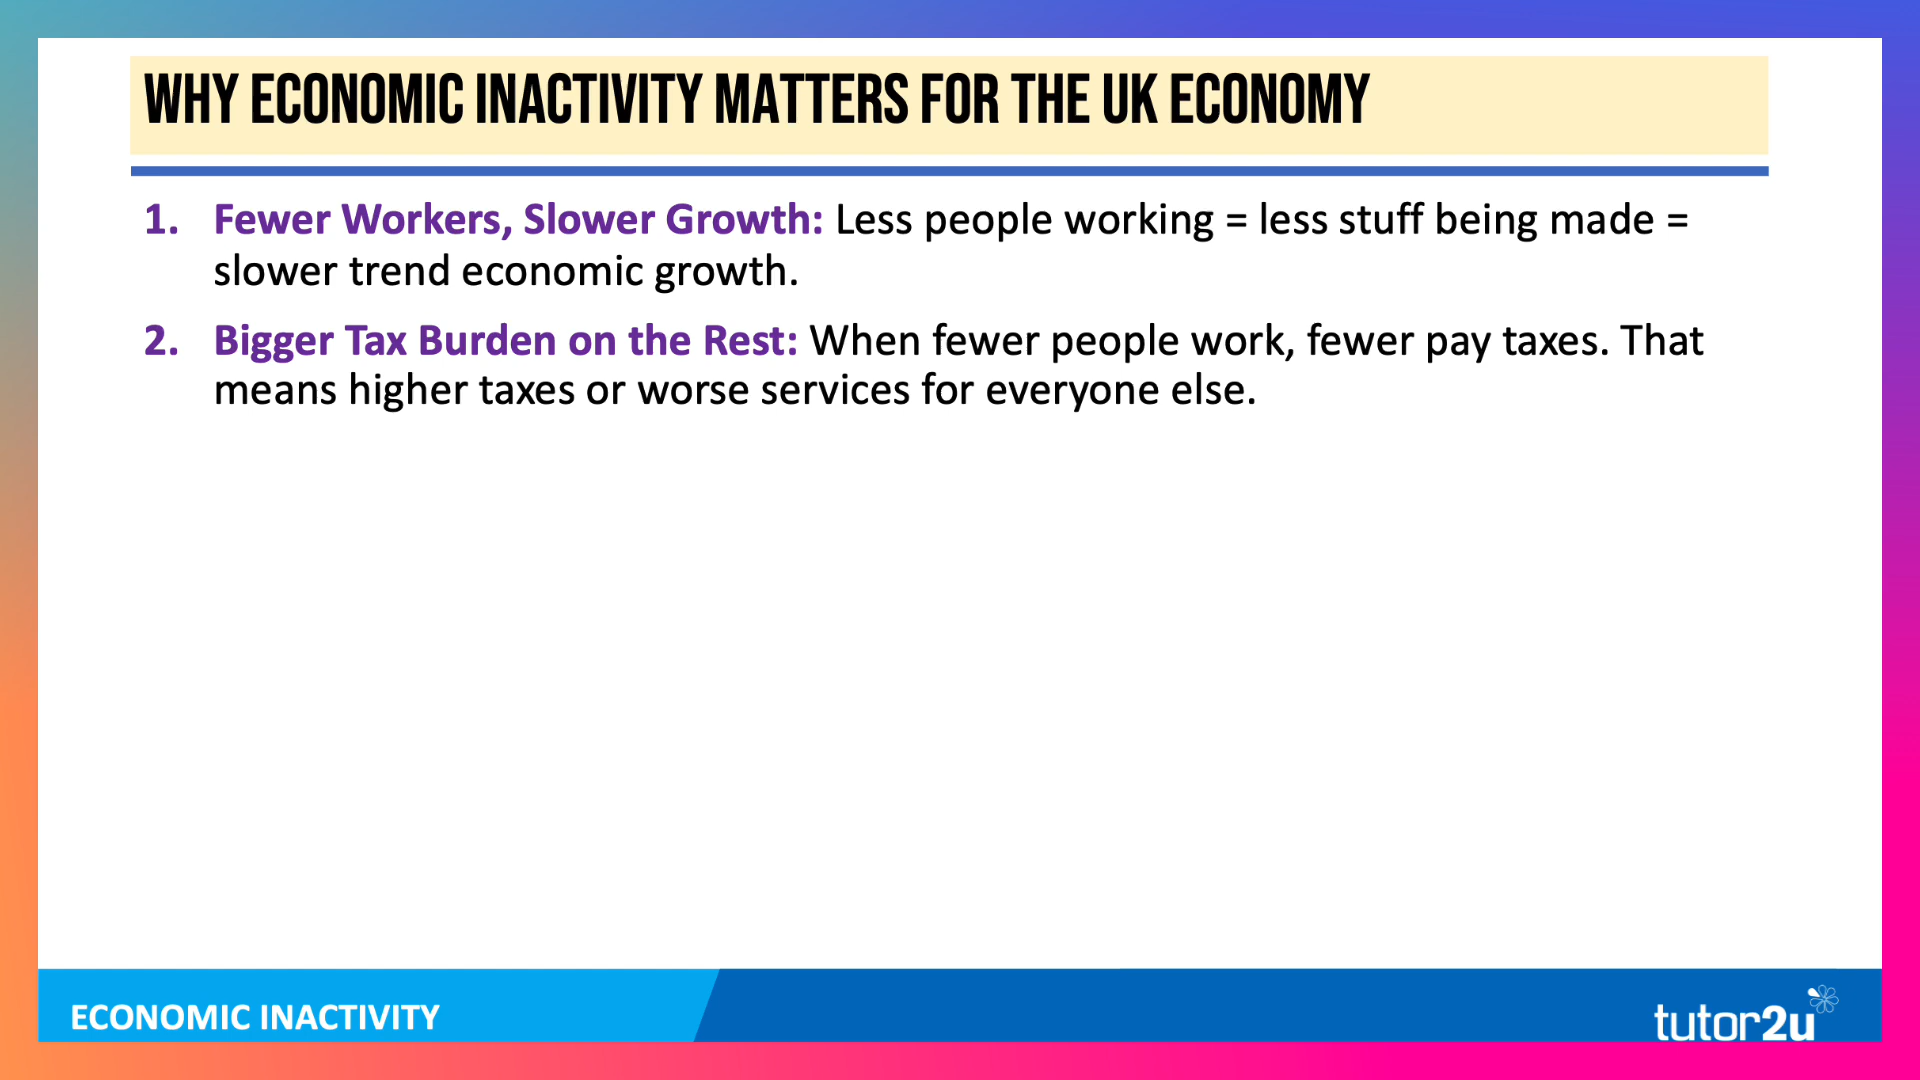 WHY ECONOMIC INACTIVITY MATTERS FOR THE UK ECONOMY
1. Fewer Workers, Slower Growth: Less people working = less stuff being made =
slower trend economic growth.
2. Bigger Tax Burden on the Rest: When fewer people work, fewer pay taxes. That
means higher taxes or worse services for everyone else.
ECONOMIC INACTIVITY
tutor2u